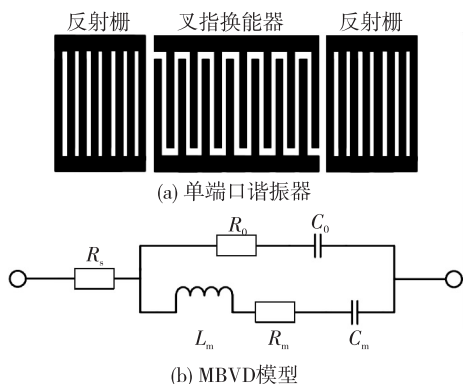 反射栅 叉指换能器 反射栅
(a) 单端口谐振器
R₀ C₀
Rₛ
Lₘ Rₘ Cₘ
(b) MBVD模型